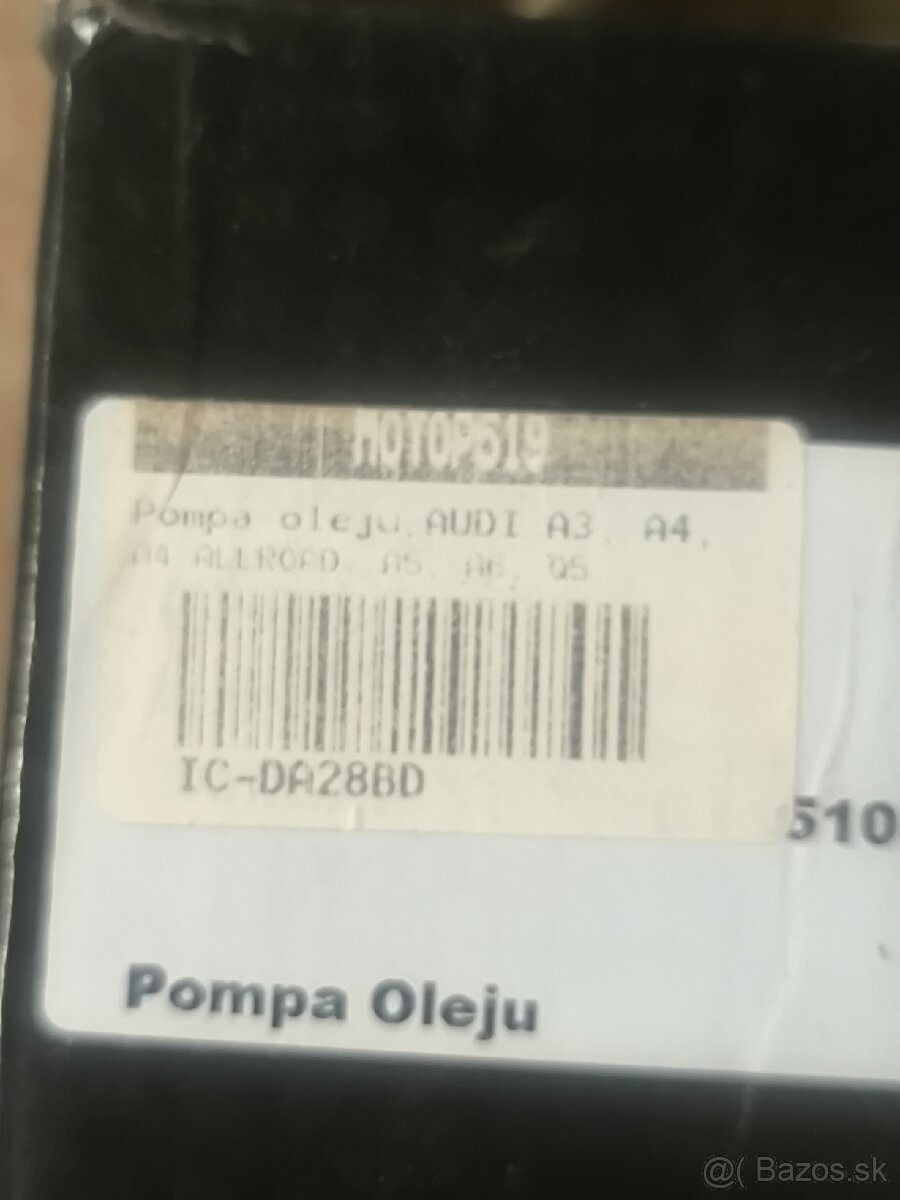 MOTOP519
Pompa oleju.AUDI A3, A4,
A4 ALLROAD, A5, A6, Q5
IC-DA28BD
510
Pompa Oleju
@( Bazos.sk